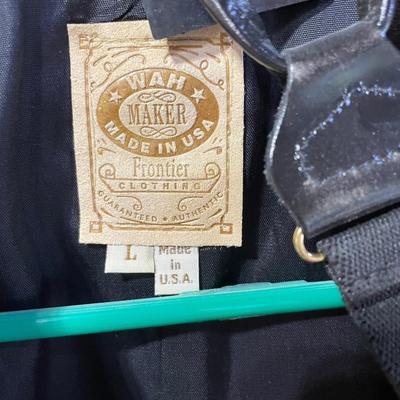 WAH
MAKER
MADE IN USA
Frontier
CLOTHING
GUARANTEED • AUTHENTIC
L
Made
in
U.S.A.